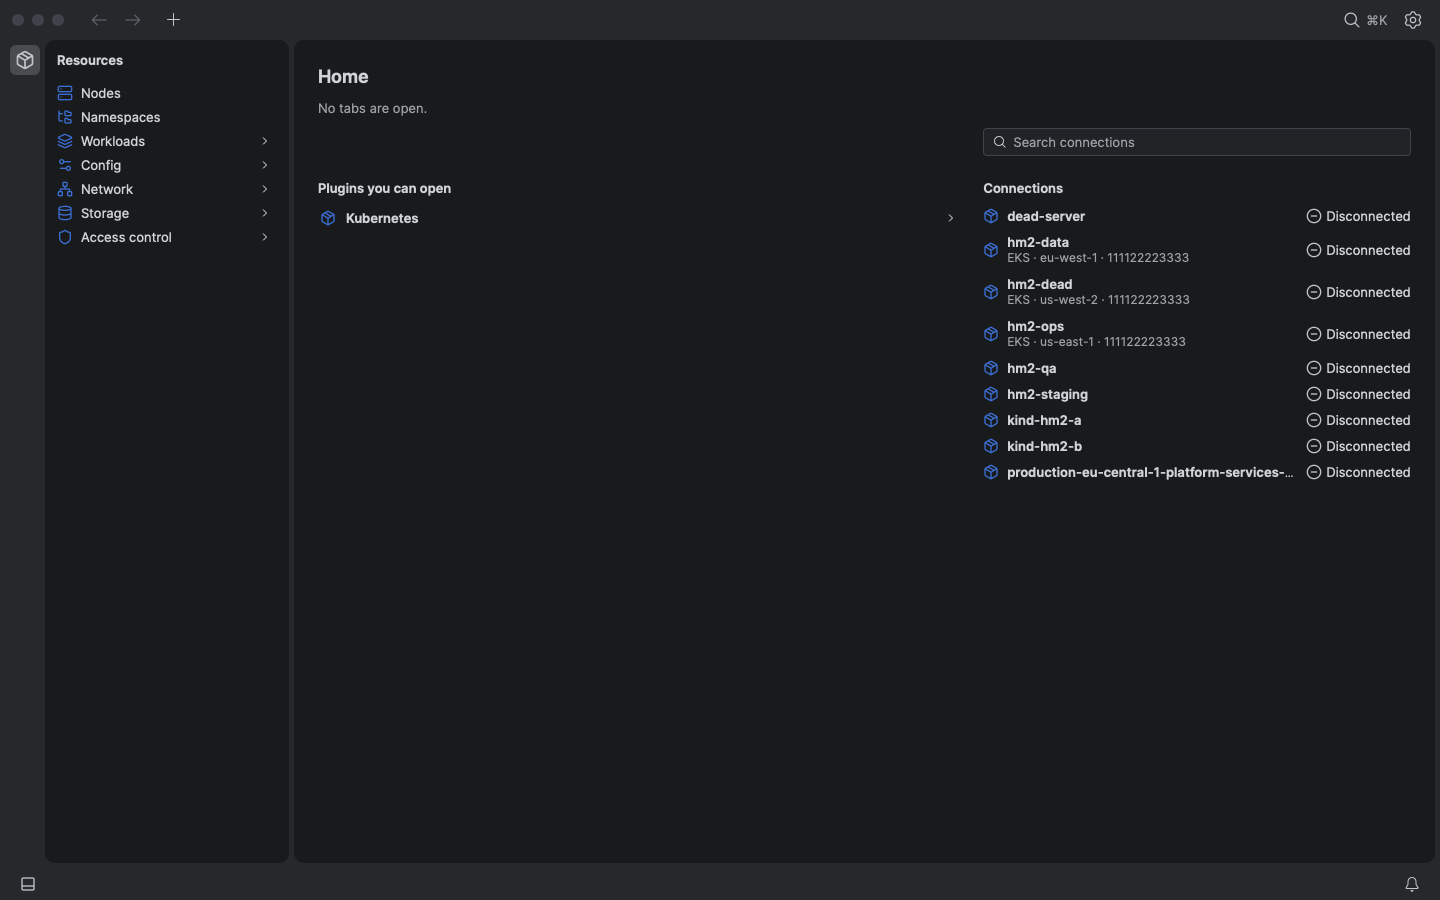 ⌘K
Resources
Nodes
Namespaces
Workloads
Config
Network
Storage
Access control
Home
No tabs are open.
Search connections
Plugins you can open
Kubernetes
Connections
dead-server Disconnected
hm2-data
EKS · eu-west-1 · 111122223333
Disconnected
hm2-dead
EKS · us-west-2 · 111122223333
Disconnected
hm2-ops
EKS · us-east-1 · 111122223333
Disconnected
hm2-qa Disconnected
hm2-staging Disconnected
kind-hm2-a Disconnected
kind-hm2-b Disconnected
production-eu-central-1-platform-services-... Disconnected